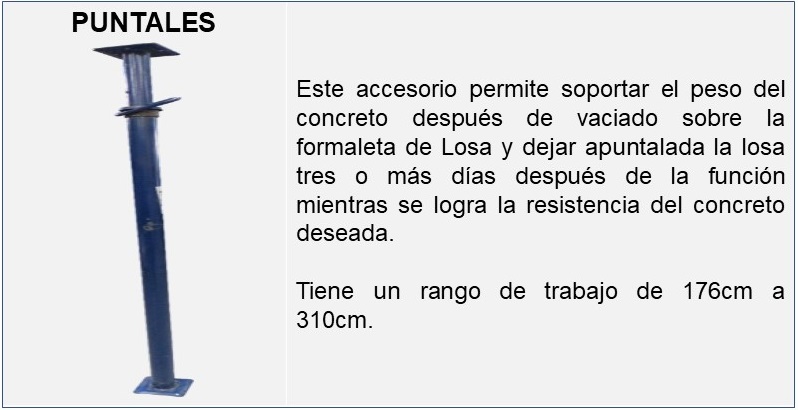 PUNTALES
Este accesorio permite soportar el peso del
concreto después de vaciado sobre la
formaleta de Losa y dejar apuntalada la losa
tres o más días después de la función
mientras se logra la resistencia del concreto
deseada.
Tiene un rango de trabajo de 176cm a
310cm.